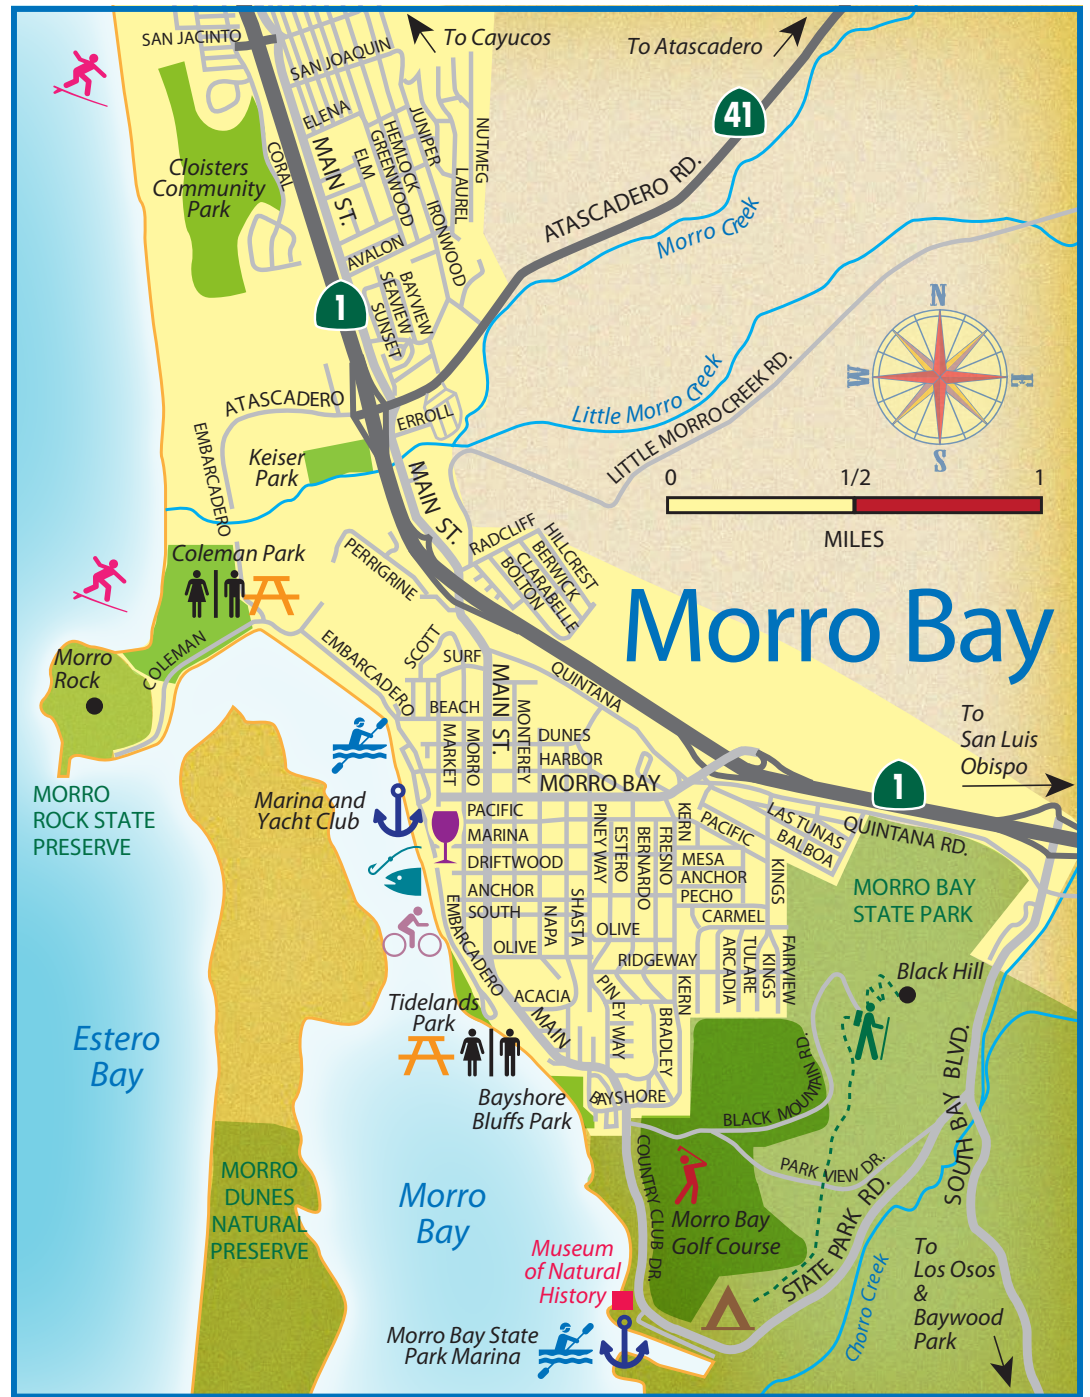 SAN JACINTO
To Cayucos
To Atascadero
SAN JOAQUIN
41
ELENA
MAIN ST.
ELM
GREENWOOD
HEMLOCK
JUNIPER
LAUREL
NUTMEG
CORAL
Cloisters
Community
Park
IRONWOOD
ATASCADERO RD.
Morro Creek
AVALON
BAYVIEW
SEAVIEW
SUNSET
1
N
W
E
S
ATASCADERO
ERROLL
Little Morro Creek
LITTLE MORRO CREEK RD.
EMBARCADERO
Keiser
Park
MAIN ST.
0
1/2
1
MILES
RADCLIFF
HILLCREST
BERWICK
CLARABELLE
BOLTON
Coleman Park
PERRIGRINE
Morro Bay
Morro
Rock
COLEMAN
EMBARCADERO
SCOTT
SURF
MAIN ST.
QUINTANA
BEACH
MONTEREY
MARKET
MORRO
DUNES
HARBOR
MORRO BAY
To
San Luis
Obispo
1
MORRO
ROCK STATE
PRESERVE
Marina and
Yacht Club
PACIFIC
MARINA
DRIFTWOOD
ANCHOR
SOUTH
OLIVE
PINEY WAY
ESTERO
BERNARDO
FRESNO
KERN
PACIFIC
LAS TUNAS
BALBOA
QUINTANA RD.
MESA
ANCHOR
PECHO
KINGS
CARMEL
MORRO BAY
STATE PARK
EMBARCADERO
NAPA
SHASTA
OLIVE
RIDGEWAY
KERN
ARCADIA
TULARE
KINGS
FAIRVIEW
Black Hill
Tidelands
Park
ACACIA
MAIN
PINEY WAY
BRADLEY
Estero
Bay
Bayshore
Bluffs Park
BAYSHORE
BLACK MOUNTAIN RD.
SOUTH BAY BLVD.
MORRO
DUNES
NATURAL
PRESERVE
Morro
Bay
COUNTRY CLUB DR.
PARK VIEW DR.
STATE PARK RD.
Morro Bay
Golf Course
Museum
of Natural
History
Morro Bay State
Park Marina
Chorro Creek
To
Los Osos
&
Baywood
Park